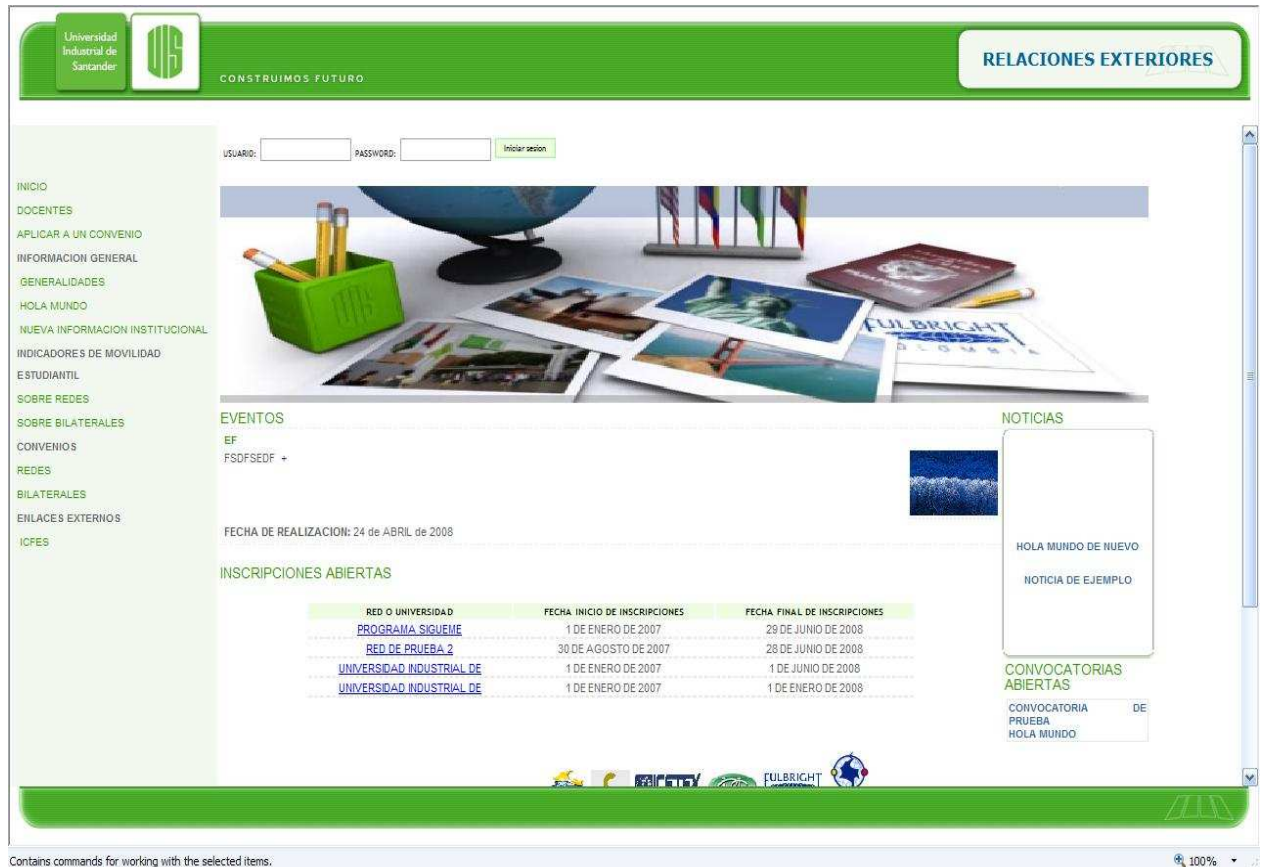 Universidad
Industrial de
Santander
UIS
CONSTRUIMOS FUTURO
RELACIONES EXTERIORES
USUARIO:
PASSWORD:
Iniciar sesion
INICIO
DOCENTES
APLICAR A UN CONVENIO
INFORMACION GENERAL
GENERALIDADES
HOLA MUNDO
NUEVA INFORMACION INSTITUCIONAL
INDICADORES DE MOVILIDAD
ESTUDIANTIL
SOBRE REDES
SOBRE BILATERALES
CONVENIOS
REDES
BILATERALES
ENLACES EXTERNOS
ICFES
UIS
FULBRIGHT
COLOMBIA
EVENTOS
EF
FSDFSEDF +
FECHA DE REALIZACION: 24 de ABRIL de 2008
INSCRIPCIONES ABIERTAS
RED O UNIVERSIDAD FECHA INICIO DE INSCRIPCIONES FECHA FINAL DE INSCRIPCIONES
PROGRAMA SIGUEME 1 DE ENERO DE 2007 29 DE JUNIO DE 2008
RED DE PRUEBA 2 30 DE AGOSTO DE 2007 28 DE JUNIO DE 2008
UNIVERSIDAD INDUSTRIAL DE 1 DE ENERO DE 2007 1 DE JUNIO DE 2008
UNIVERSIDAD INDUSTRIAL DE 1 DE ENERO DE 2007 1 DE ENERO DE 2008
NOTICIAS
HOLA MUNDO DE NUEVO
NOTICIA DE EJEMPLO
CONVOCATORIAS
ABIERTAS
CONVOCATORIA DE
PRUEBA
HOLA MUNDO
ICETEX
FULBRIGHT
Contains commands for working with the selected items.
100%